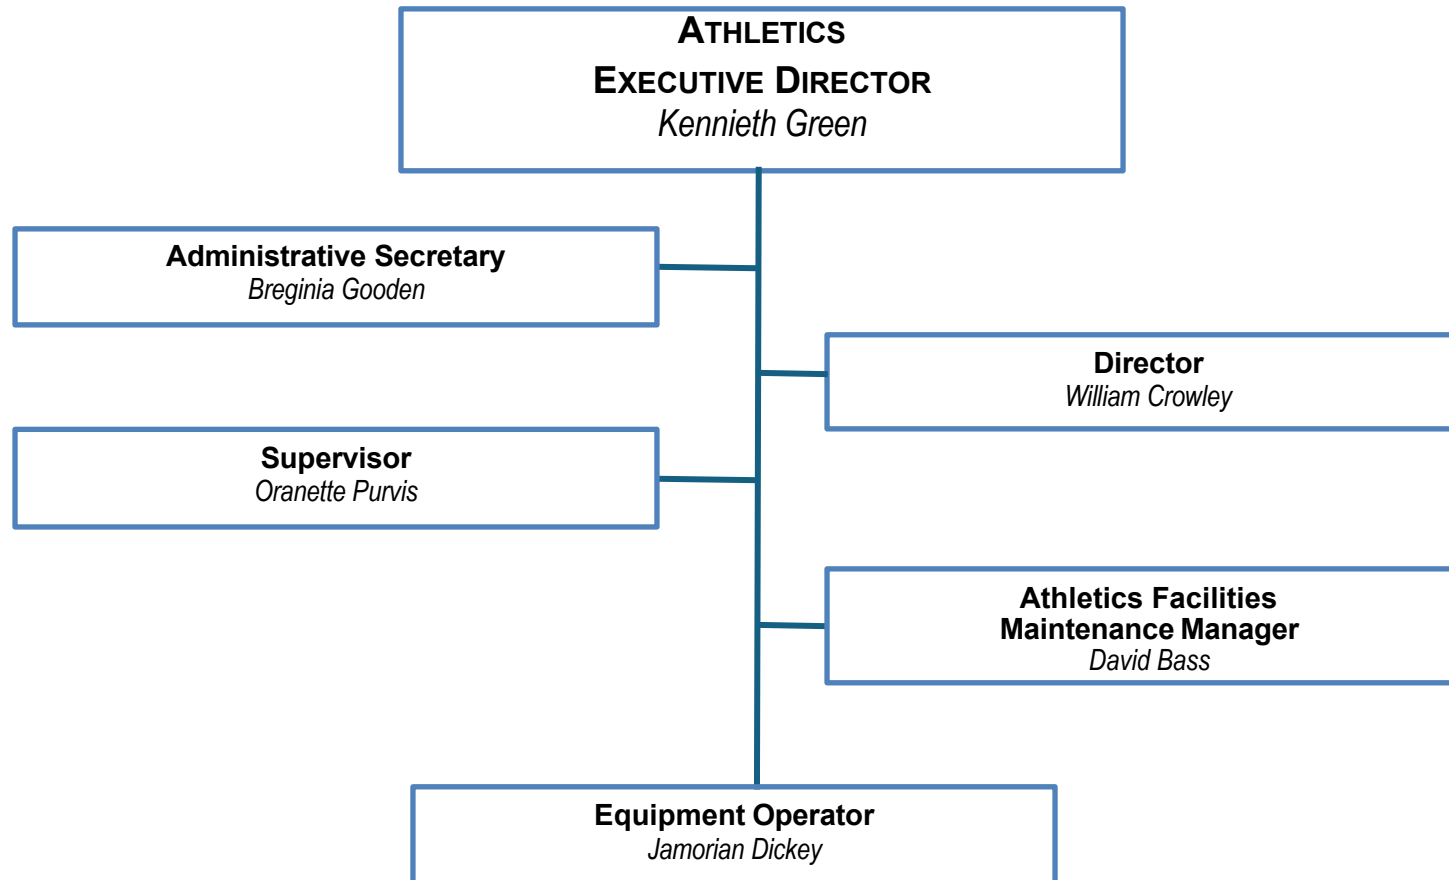 ATHLETICS
EXECUTIVE DIRECTOR
Kennieth Green
Administrative Secretary
Breginia Gooden
Director
William Crowley
Supervisor
Oranette Purvis
Athletics Facilities
Maintenance Manager
David Bass
Equipment Operator
Jamorian Dickey